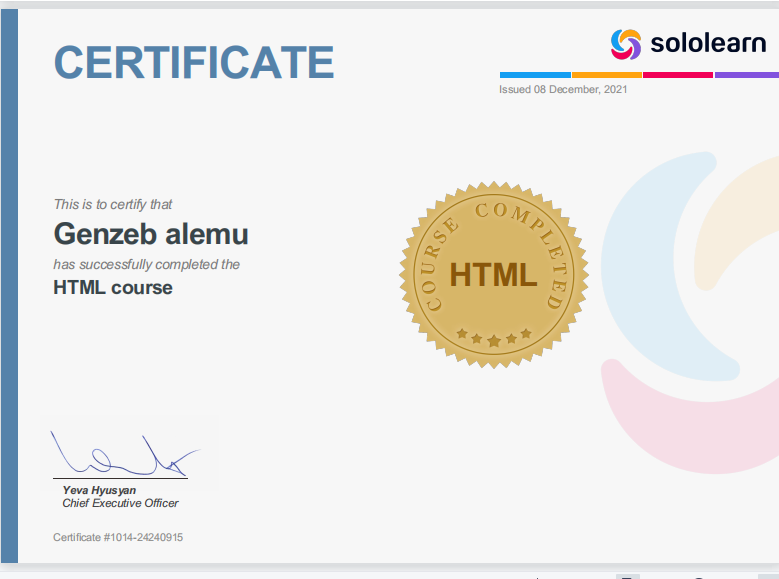 CERTIFICATE
sololearn
Issued 08 December, 2021
This is to certify that
Genzeb alemu
has successfully completed the
HTML course
COURSE COMPLETED
HTML
Yeva Hyusyan
Chief Executive Officer
Certificate #1014-24240915